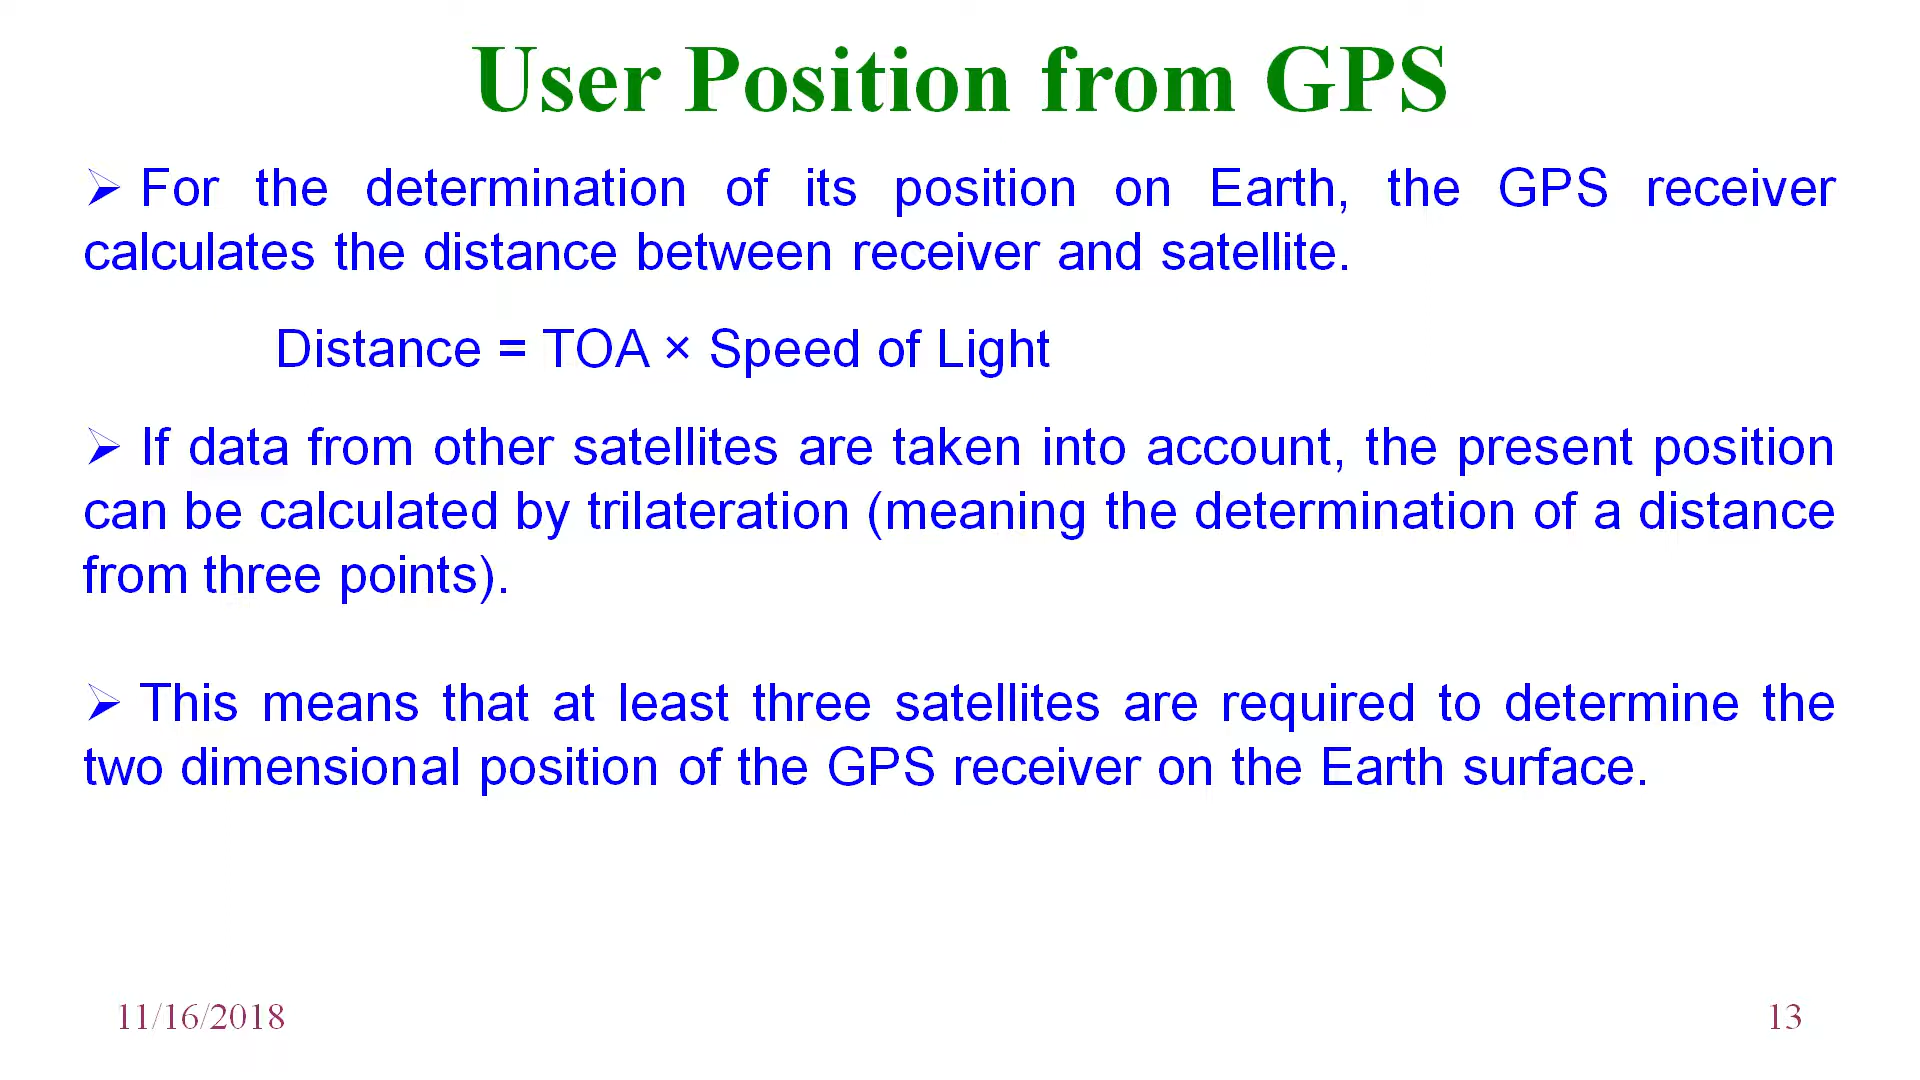 User Position from GPS
➢ For the determination of its position on Earth, the GPS receiver
calculates the distance between receiver and satellite.
Distance = TOA × Speed of Light
➢ If data from other satellites are taken into account, the present position
can be calculated by trilateration (meaning the determination of a distance
from three points).
➢ This means that at least three satellites are required to determine the
two dimensional position of the GPS receiver on the Earth surface.
11/16/2018
13